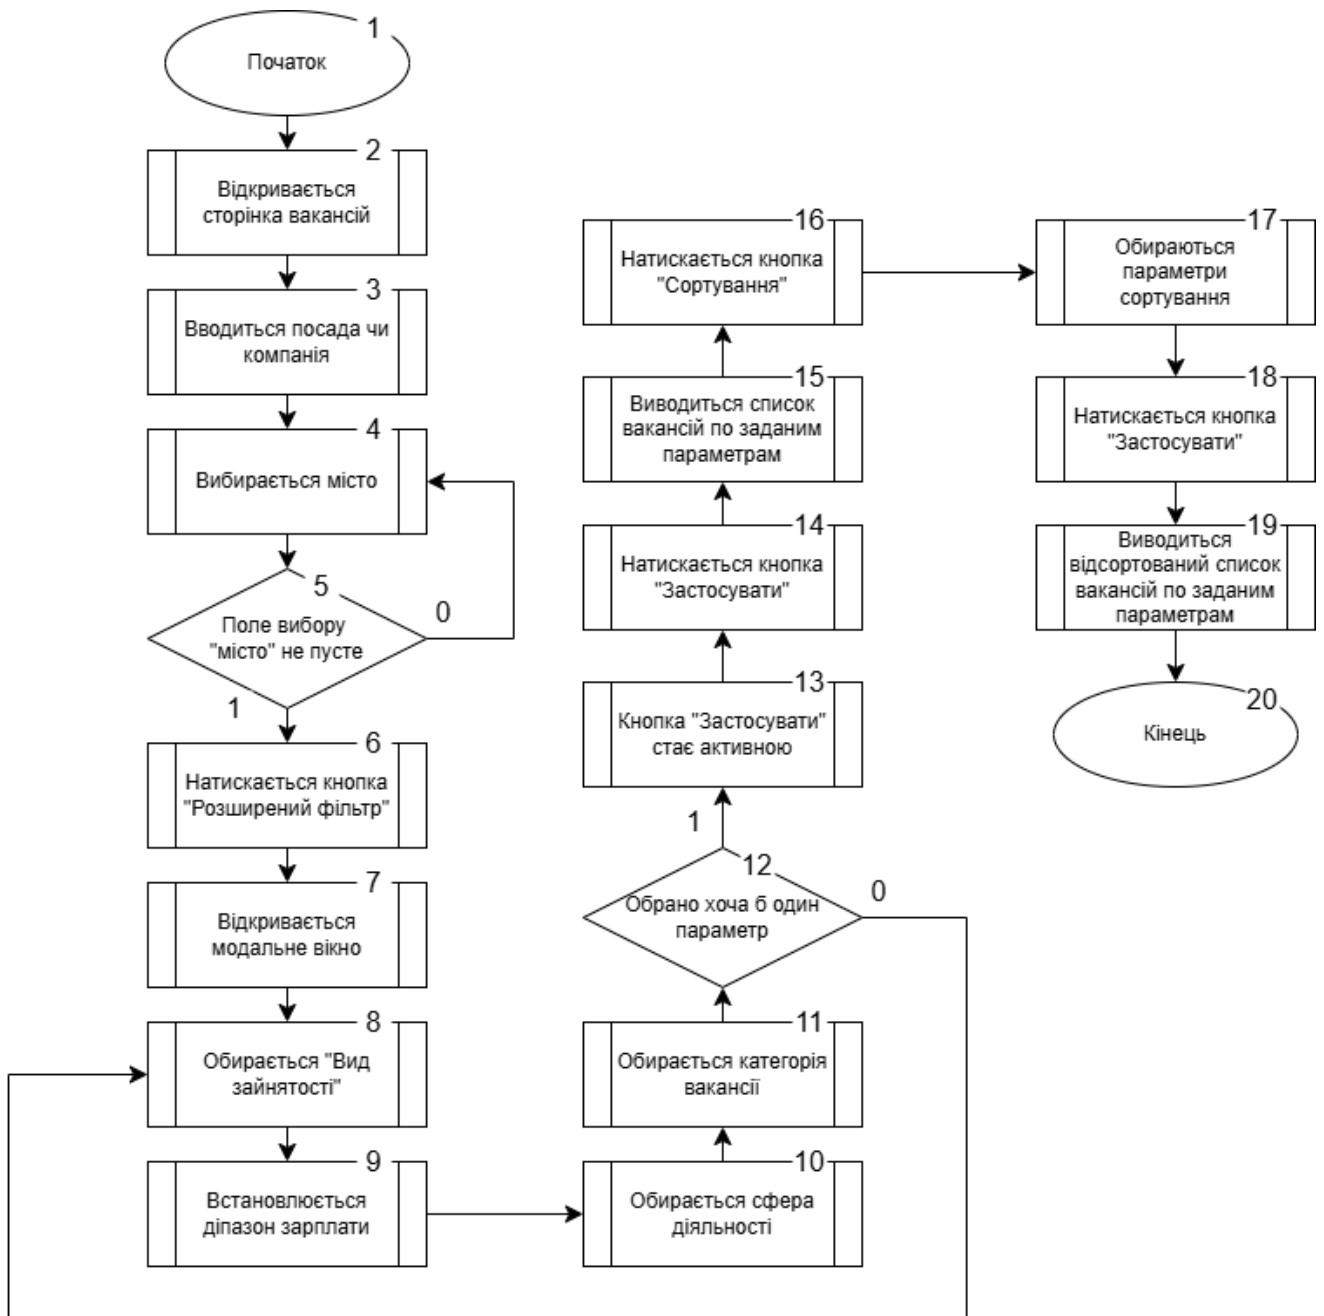 1
Початок
2
Відкривається
сторінка вакансій
3
Вводиться посада чи
компанія
4
Вибирається місто
5
Поле вибору
"місто" не пусте
0
1
6
Натискається кнопка
"Розширений фільтр"
7
Відкривається
модальне вікно
8
Обирається "Вид
зайнятості"
9
Встановлюється
діпазон зарплати
10
Обирається сфера
діяльності
11
Обирається категорія
вакансії
12
Обрано хоча б один
параметр
0
1
13
Кнопка "Застосувати"
стає активною
14
Натискається кнопка
"Застосувати"
15
Виводиться список
вакансій по заданим
параметрам
16
Натискається кнопка
"Сортування"
17
Обираються
параметри
сортування
18
Натискається кнопка
"Застосувати"
19
Виводиться
відсортований список
вакансій по заданим
параметрам
20
Кінець